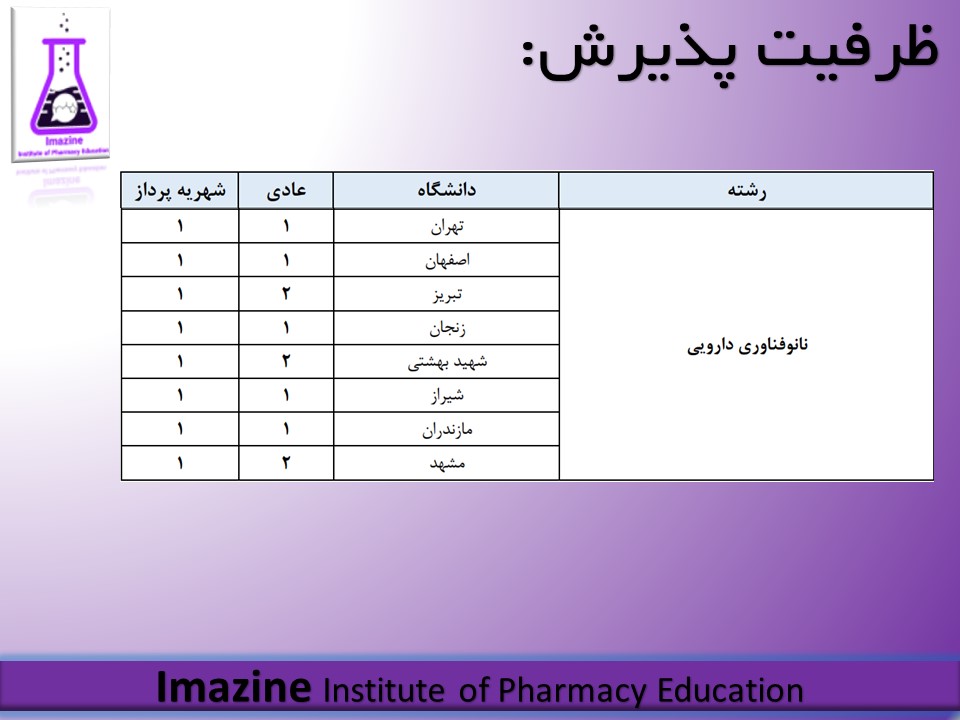 ظرفیت پذیرش:
Imazine
Institute of Pharmacy Education
رشته دانشگاه عادی شهریه پرداز
نانوفناوری دارویی
تهران ۱ ۱
اصفهان ۱ ۱
تبریز ۲ ۱
زنجان ۱ ۱
شهید بهشتی ۲ ۱
شیراز ۱ ۱
مازندران ۱ ۱
مشهد ۲ ۱
Imazine Institute of Pharmacy Education